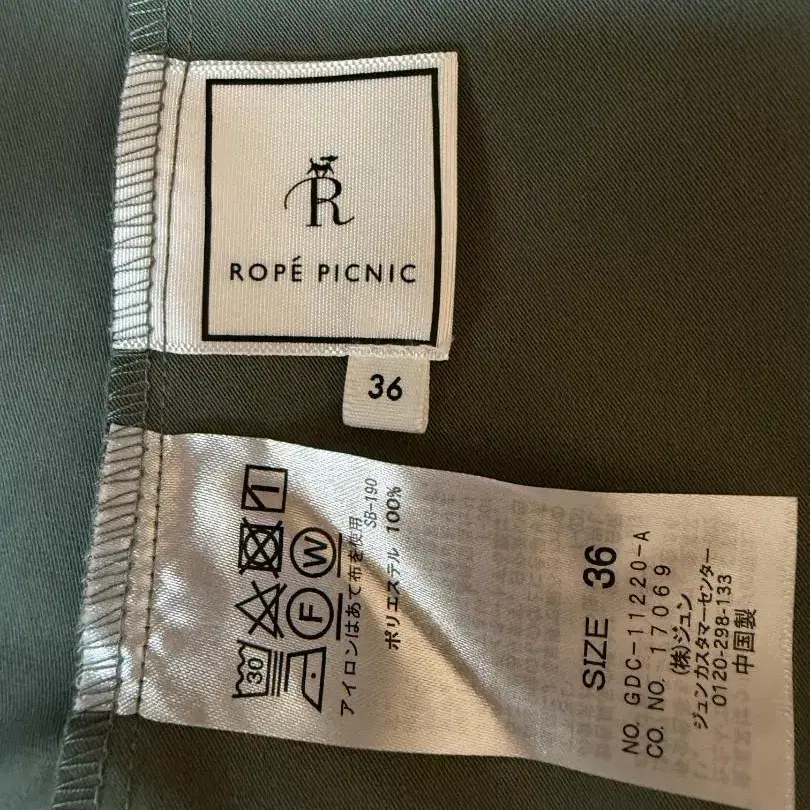 R
ROPÉ PICNIC
36
30
F
W
アイロンはあて布を使用
SB-190
ポリエステル 100%
SIZE 36
NO. GDC-11220-A
CO. NO. 17069
(株)ジュン
ジュンカスタマーセンター
0120-298-133
中国製